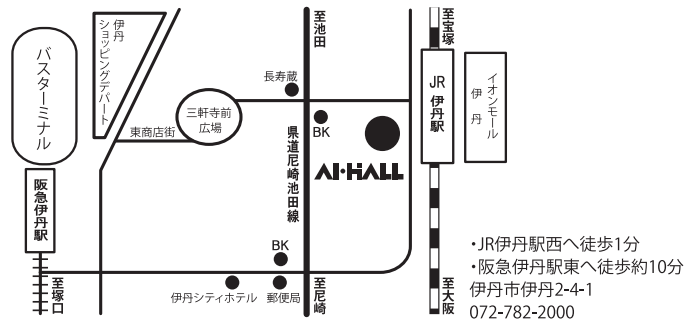 バスターミナル
伊丹
ショッピングデパート
東商店街
三軒寺前
広場
長寿蔵
至池田
BK
県道尼崎池田線
AI・HALL
至宝塚
JR
伊丹駅
イオンモール
伊丹
阪急伊丹駅
至塚口
BK
伊丹シティホテル
郵便局
至尼崎
至大阪
・JR伊丹駅西へ徒歩1分
・阪急伊丹駅東へ徒歩約10分
伊丹市伊丹2-4-1
072-782-2000